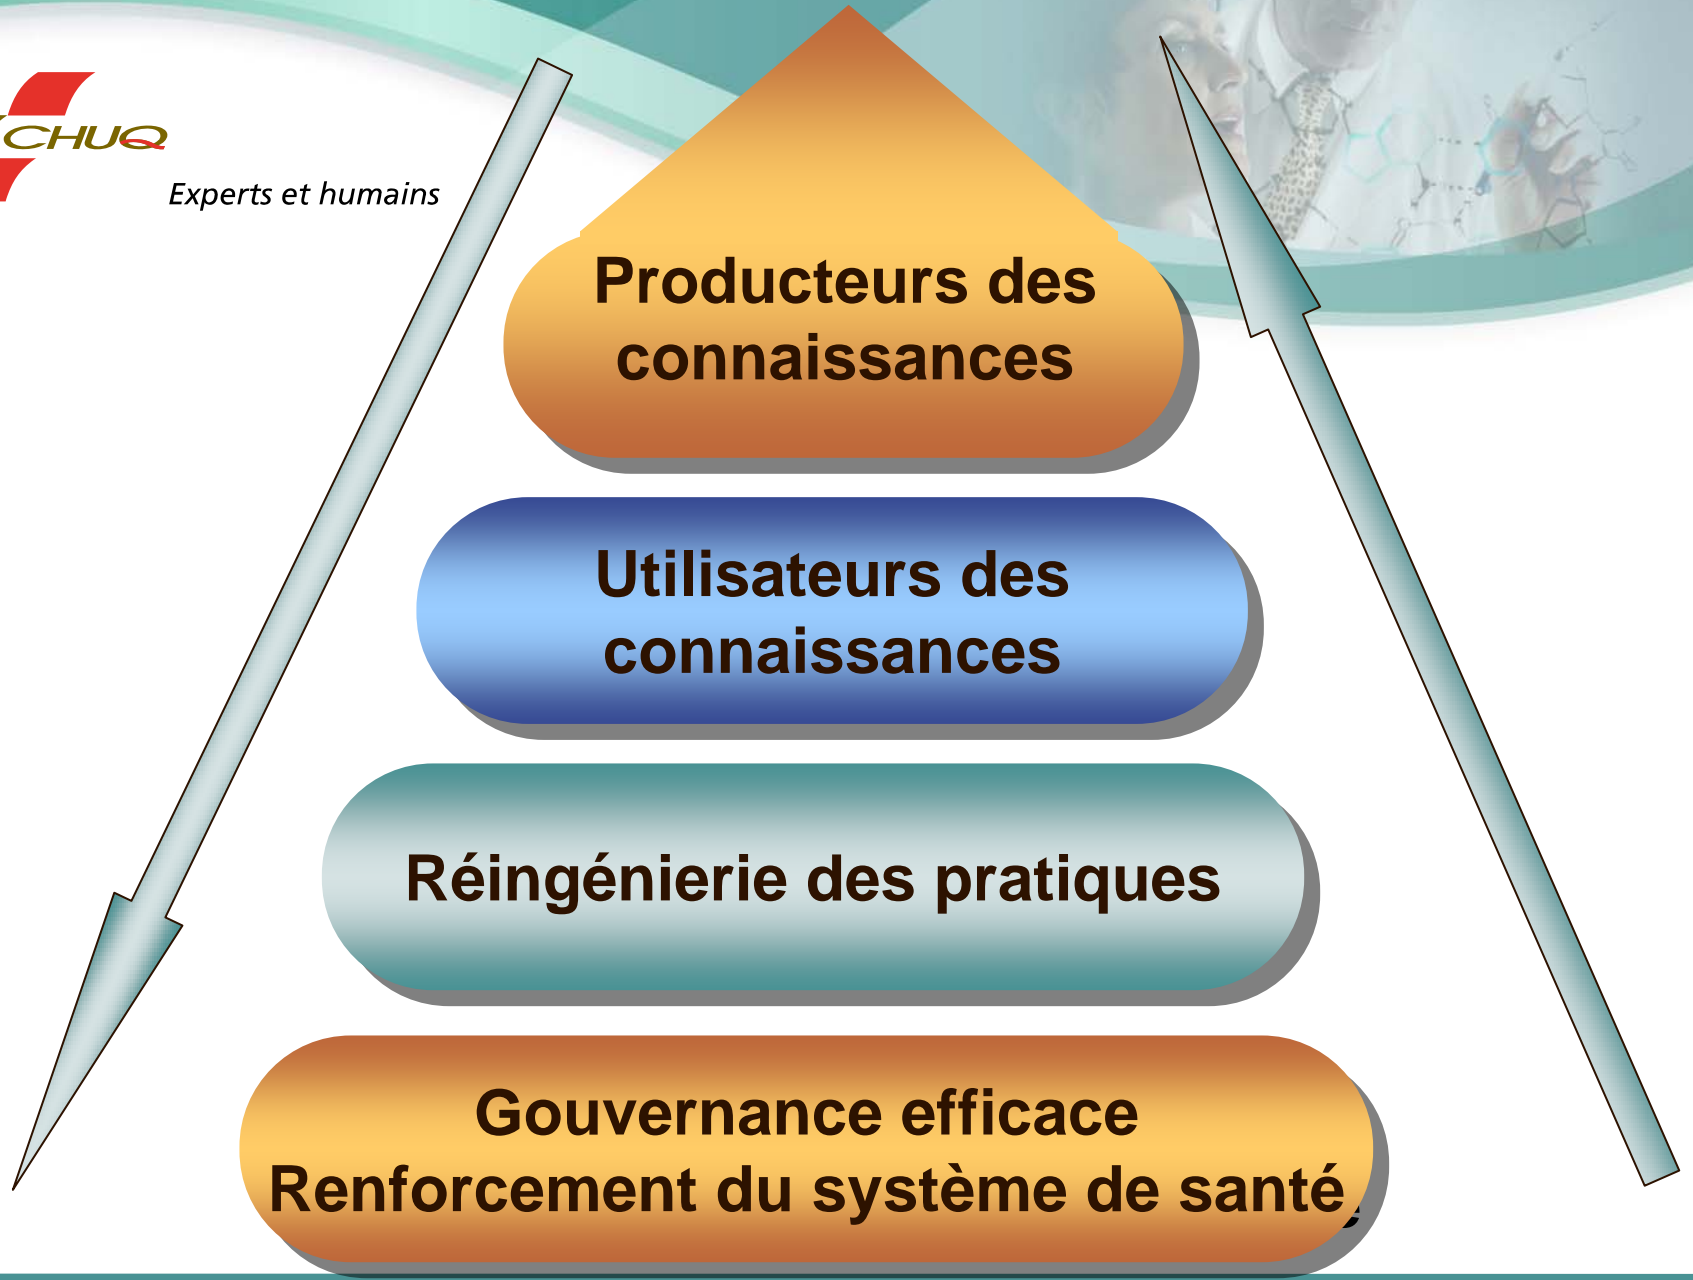 CHUQ
Experts et humains
Producteurs des
connaissances
Utilisateurs des
connaissances
Réingénierie des pratiques
Gouvernance efficace
Renforcement du système de santé